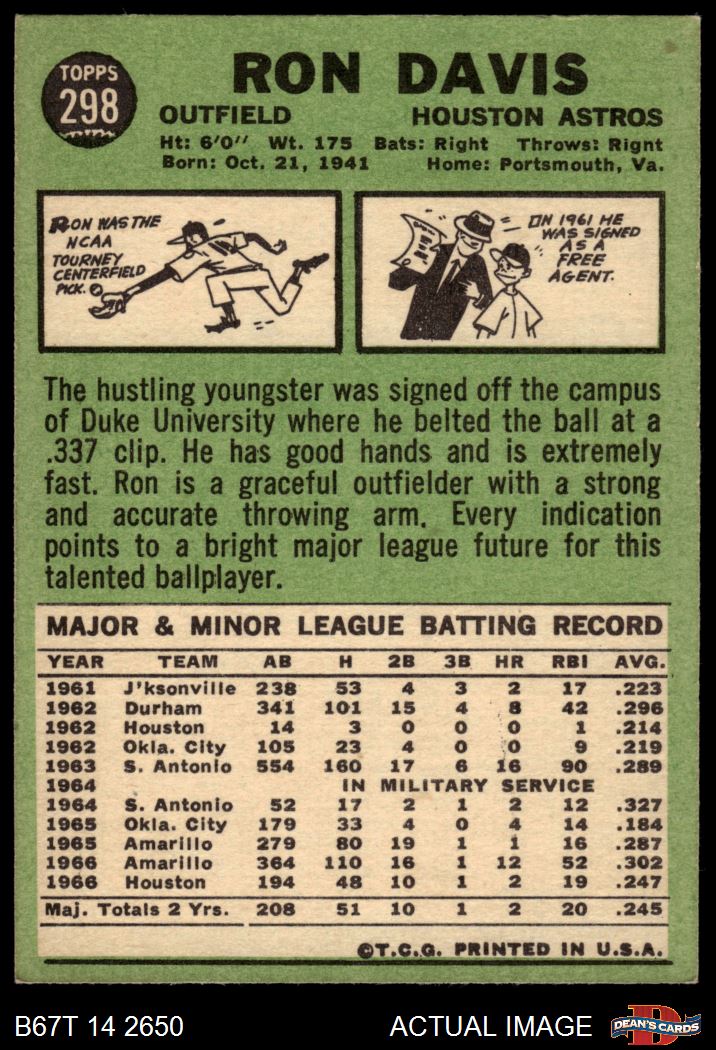 TOPPS
298
RON DAVIS
OUTFIELD HOUSTON ASTROS
Ht: 6'0" Wt. 175 Bats: Right Throws: Rignt
Born: Oct. 21, 1941 Home: Portsmouth, Va.
RON WAS THE
NCAA
TOURNEY
CENTERFIELD
PICK.
IN 1961 HE
WAS SIGNED
AS A
FREE
AGENT.
The hustling youngster was signed off the campus
of Duke University where he belted the ball at a
.337 clip. He has good hands and is extremely
fast. Ron is a graceful outfielder with a strong
and accurate throwing arm. Every indication
points to a bright major league future for this
talented ballplayer.
MAJOR & MINOR LEAGUE BATTING RECORD
YEAR TEAM AB H 2B 3B HR RBI AVG.
1961 J'ksonville 238 53 4 3 2 17 .223
1962 Durham 341 101 15 4 8 42 .296
1962 Houston 14 3 0 0 0 1 .214
1962 Okla. City 105 23 4 0 0 9 .219
1963 S. Antonio 554 160 17 6 16 90 .289
1964 IN MILITARY SERVICE
1964 S. Antonio 52 17 2 1 2 12 .327
1965 Okla. City 179 33 4 0 4 14 .184
1965 Amarillo 279 80 19 1 1 16 .287
1966 Amarillo 364 110 16 1 12 52 .302
1966 Houston 194 48 10 1 2 19 .247
Maj. Totals 2 Yrs. 208 51 10 1 2 20 .245
©T.C.G. PRINTED IN U.S.A.
B67T 14 2650 ACTUAL IMAGE DEAN'S CARDS